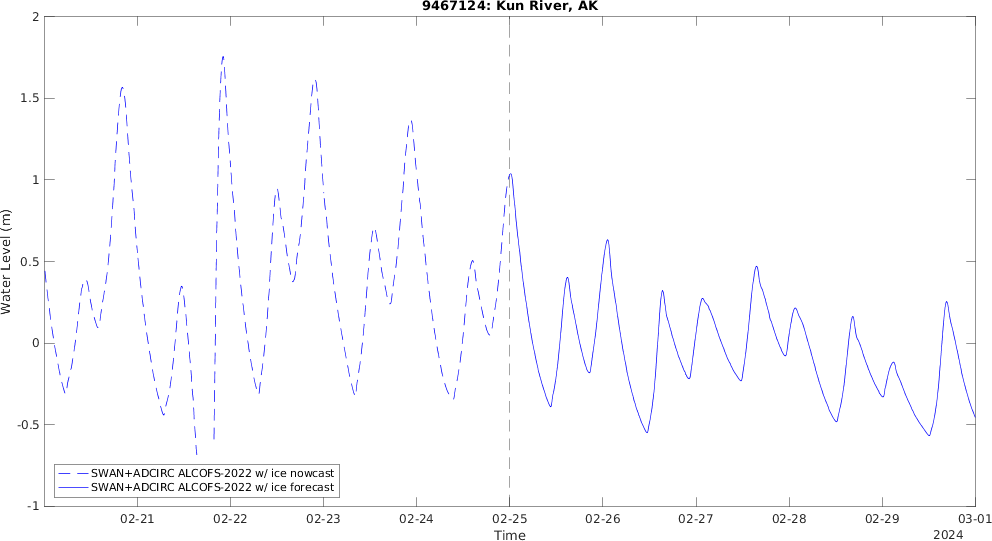 9467124: Kun River, AK
2
1.5
1
0.5
0
-0.5
-1
Water Level (m)
SWAN+ADCIRC ALCOFS-2022 w/ ice nowcast
SWAN+ADCIRC ALCOFS-2022 w/ ice forecast
02-21 02-22 02-23 02-24 02-25 02-26 02-27 02-28 02-29 03-01
Time
2024